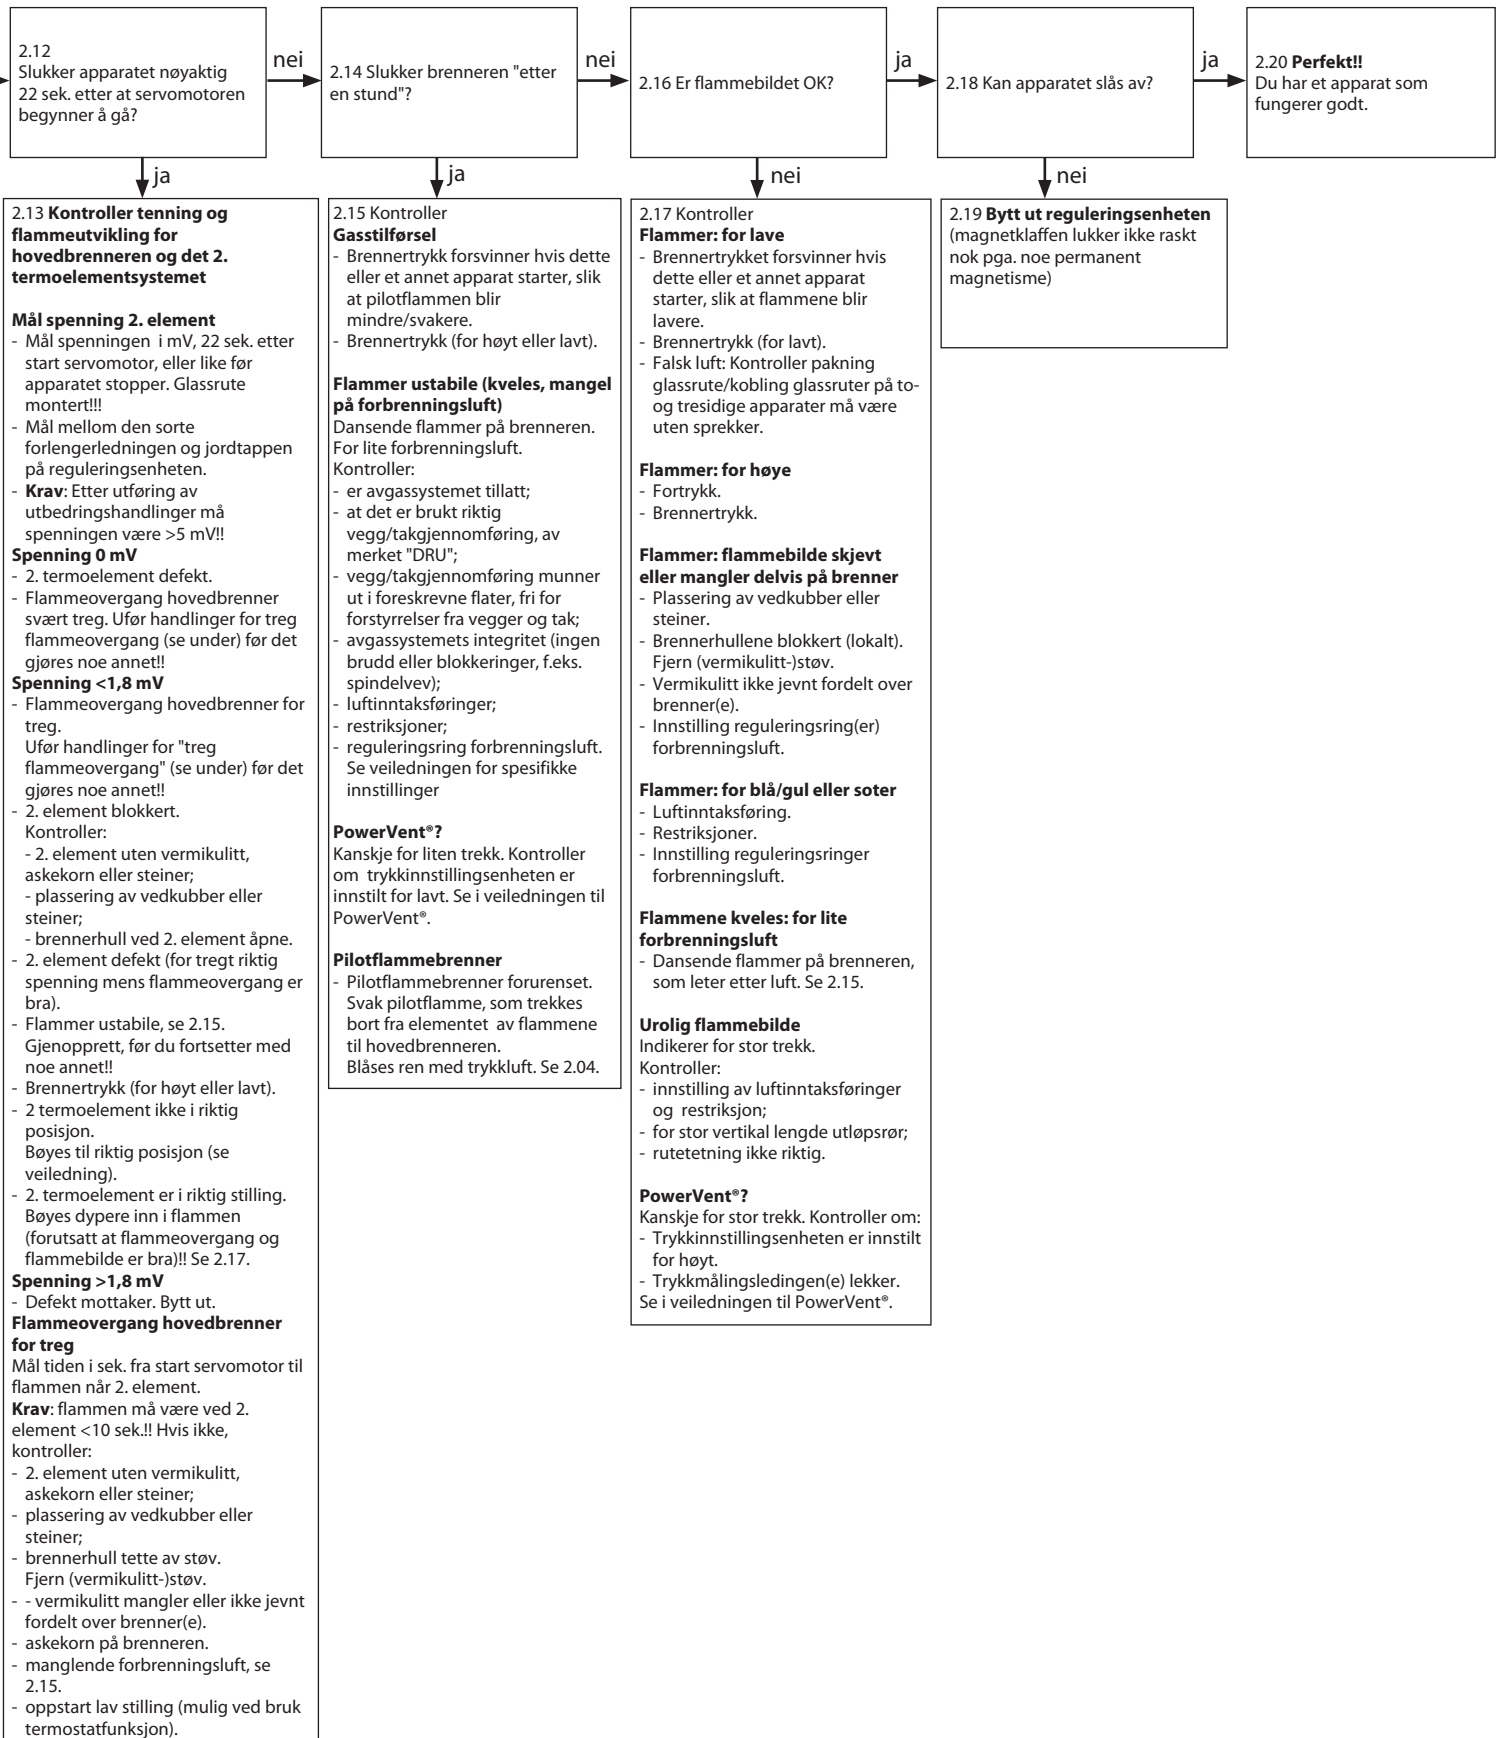 2.12
Slukker apparatet nøyaktig
22 sek. etter at servomotoren
begynner å gå?
nei
2.14 Slukker brenneren "etter
en stund"?
nei
2.16 Er flammebildet OK?
ja
2.18 Kan apparatet slås av?
ja
2.20 Perfekt!!
Du har et apparat som
fungerer godt.
ja
ja
nei
nei
2.13 Kontroller tenning og
flammeutvikling for
hovedbrenneren og det 2.
termoelementsystemet
Mål spenning 2. element
- Mål spenningen i mV, 22 sek. etter
start servomotor, eller like før
apparatet stopper. Glassrute
montert!!!
- Mål mellom den sorte
forlengerledningen og jordtappen
på reguleringsenheten.
- Krav: Etter utføring av
utbedringshandlinger må
spenningen være >5 mV!!
Spenning 0 mV
- 2. termoelement defekt.
- Flammeovergang hovedbrenner
svært treg. Ufør handlinger for treg
flammeovergang (se under) før det
gjøres noe annet!!
Spenning <1,8 mV
- Flammeovergang hovedbrenner for
treg.
Ufør handlinger for "treg
flammeovergang" (se under) før det
gjøres noe annet!!
- 2. element blokkert.
Kontroller:
- 2. element uten vermikulitt,
askekorn eller steiner;
- plassering av vedkubber eller
steiner;
- brennerhull ved 2. element åpne.
- 2. element defekt (for tregt riktig
spenning mens flammeovergang er
bra).
- Flammer ustabile, se 2.15.
Gjenopprett, før du fortsetter med
noe annet!!
- Brennertrykk (for høyt eller lavt).
- 2 termoelement ikke i riktig
posisjon.
Bøyes til riktig posisjon (se
veiledning).
- 2. termoelement er i riktig stilling.
Bøyes dypere inn i flammen
(forutsatt at flammeovergang og
flammebilde er bra)!! Se 2.17.
Spenning >1,8 mV
- Defekt mottaker. Bytt ut.
Flammeovergang hovedbrenner
for treg
Mål tiden i sek. fra start servomotor til
flammen når 2. element.
Krav: flammen må være ved 2.
element <10 sek.!! Hvis ikke,
kontroller:
- 2. element uten vermikulitt,
askekorn eller steiner;
- plassering av vedkubber eller
steiner;
- brennerhull tette av støv.
Fjern (vermikulitt-)støv.
- - vermikulitt mangler eller ikke jevnt
fordelt over brenner(e).
- askekorn på brenneren.
- manglende forbrenningsluft, se
2.15.
- oppstart lav stilling (mulig ved bruk
termostatfunksjon).
2.15 Kontroller
Gasstilførsel
- Brennertrykk forsvinner hvis dette
eller et annet apparat starter, slik
at pilotflammen blir
mindre/svakere.
- Brennertrykk (for høyt eller lavt).
Flammer ustabile (kveles, mangel
på forbrenningsluft)
Dansende flammer på brenneren.
For lite forbrenningsluft.
Kontroller:
- er avgassystemet tillatt;
- at det er brukt riktig
vegg/takgjennomføring, av
merket "DRU";
- vegg/takgjennomføring munner
ut i foreskrevne flater, fri for
forstyrrelser fra vegger og tak;
- avgassystemets integritet (ingen
brudd eller blokkeringer, f.eks.
spindelvev);
- luftinntaksføringer;
- restriksjoner;
- reguleringsring forbrenningsluft.
Se veiledningen for spesifikke
innstillinger
PowerVent®?
Kanskje for liten trekk. Kontroller
om trykkinnstillingsenheten er
innstilt for lavt. Se i veiledningen til
PowerVent®.
Pilotflammebrenner
- Pilotflammebrenner forurenset.
Svak pilotflamme, som trekkes
bort fra elementet av flammene
til hovedbrenneren.
Blåses ren med trykkluft. Se 2.04.
2.17 Kontroller
Flammer: for lave
- Brennertrykket forsvinner hvis
dette eller et annet apparat
starter, slik at flammene blir
lavere.
- Brennertrykk (for lavt).
- Falsk luft: Kontroller pakning
glassrute/kobling glassruter på to-
og tresidige apparater må være
uten sprekker.
Flammer: for høye
- Fortrykk.
- Brennertrykk.
Flammer: flammebilde skjevt
eller mangler delvis på brenner
- Plassering av vedkubber eller
steiner.
- Brennerhullene blokkert (lokalt).
Fjern (vermikulitt-)støv.
- Vermikulitt ikke jevnt fordelt over
brenner(e).
- Innstilling reguleringsring(er)
forbrenningsluft.
Flammer: for blå/gul eller soter
- Luftinntaksføring.
- Restriksjoner.
- Innstilling reguleringsringer
forbrenningsluft.
Flammene kveles: for lite
forbrenningsluft
- Dansende flammer på brenneren,
som leter etter luft. Se 2.15.
Urolig flammebilde
Indikerer for stor trekk.
Kontroller:
- innstilling av luftinntaksføringer
og restriksjon;
- for stor vertikal lengde utløpsrør;
- rutetetning ikke riktig.
PowerVent®?
Kanskje for stor trekk. Kontroller om:
- Trykkinnstillingsenheten er innstilt
for høyt.
- Trykkmålingsledingen(e) lekker.
Se i veiledningen til PowerVent®.
2.19 Bytt ut reguleringsenheten
(magnetklaffen lukker ikke raskt
nok pga. noe permanent
magnetisme)